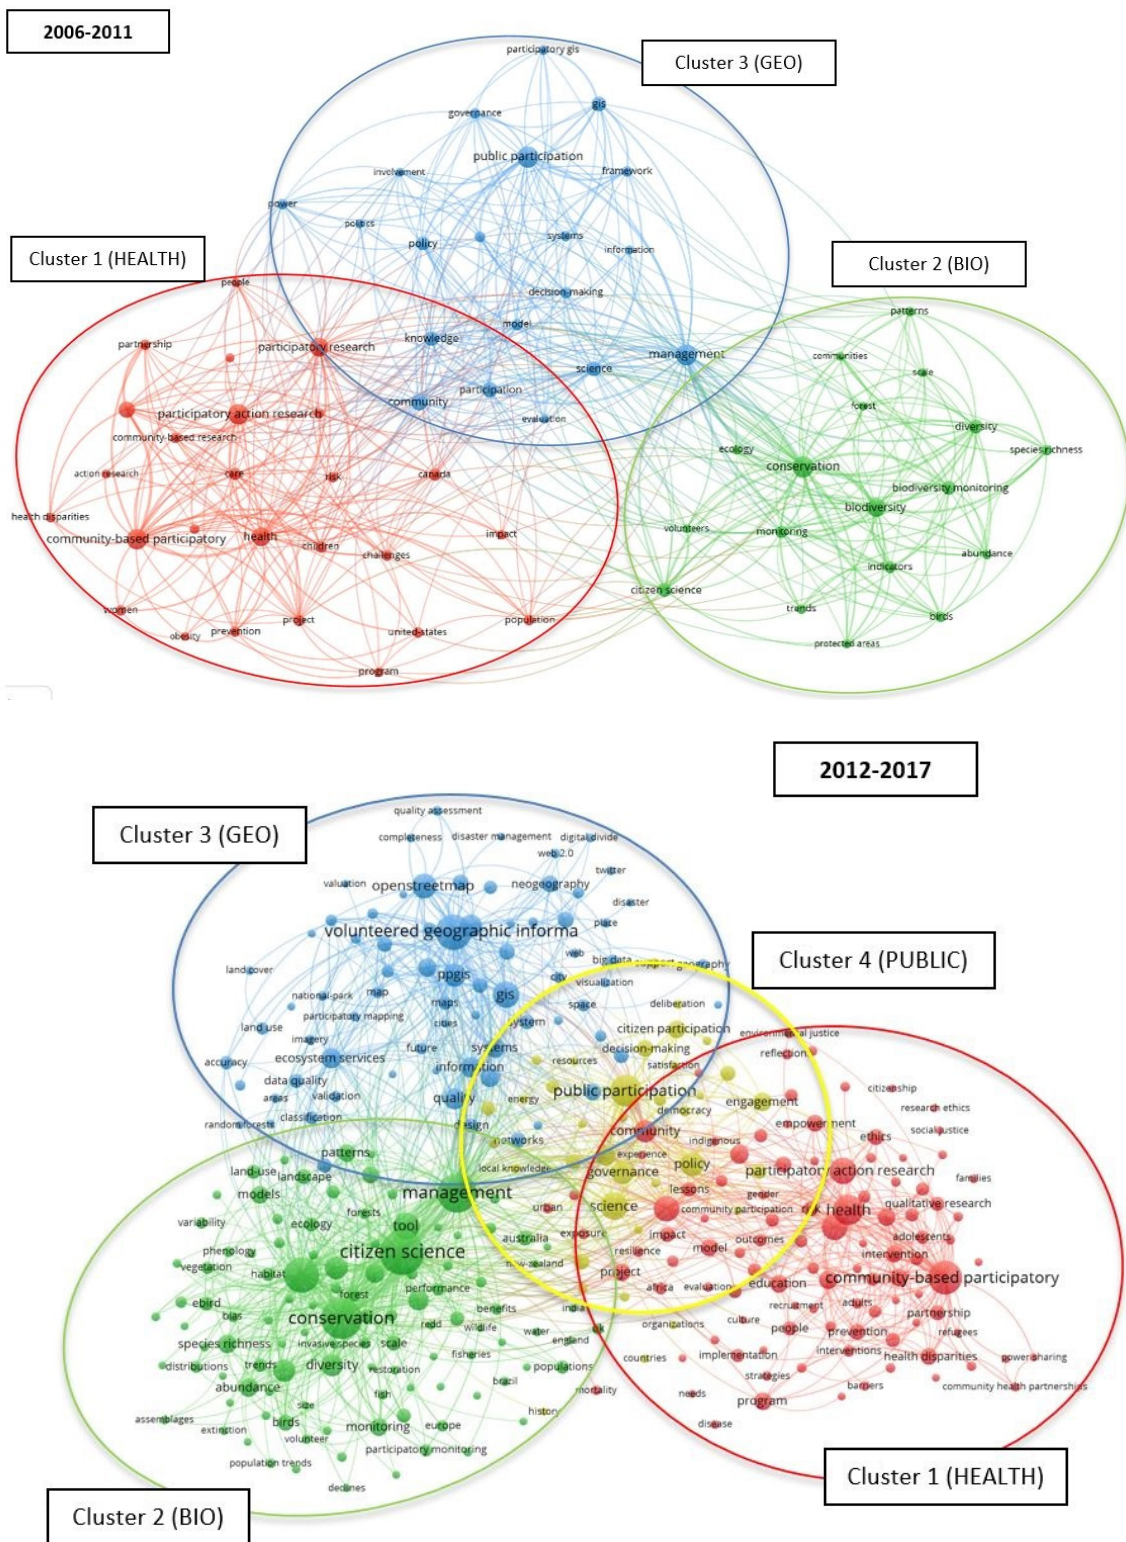 2006-2011
participatory gis
Cluster 3 (GEO)
gis
governance
public participation
involvement
framework
power
politics
policy
systems
information
Cluster 1 (HEALTH)
Cluster 2 (BIO)
people
decision-making
patterns
model
knowledge
partnership
participatory research
management
communities
science
scale
participation
community
forest
participatory action research
evaluation
diversity
community-based research
ecology
species richness
conservation
action research
care
risk
canada
biodiversity monitoring
biodiversity
health disparities
volunteers
monitoring
community-based participatory
health
impact
children
challenges
abundance
indicators
citizen science
women
trends
birds
project
population
obesity
prevention
united-states
protected areas
program
2012-2017
quality assessment
Cluster 3 (GEO)
completeness
disaster management
digital divide
web 2.0
twitter
valuation
openstreetmap
neogeography
disaster
place
volunteered geographic informa
Cluster 4 (PUBLIC)
web
big data
support
geography
land cover
ppgis
city
visualization
national-park
map
maps
gis
space
deliberation
participatory mapping
cities
system
citizen participation
environmental justice
land use
imagery
future
systems
decision-making
reflection
accuracy
ecosystem services
information
resources
satisfaction
data quality
areas
validation
quality
energy
public participation
engagement
citizenship
democracy
research ethics
random forests
classification
design
community
empowerment
social justice
networks
indigenous
ethics
patterns
experience
land-use
landscape
local knowledge
governance
policy
participatory action research
families
models
management
lessons
gender
qualitative research
forests
urban
science
community participation
risk
health
variability
ecology
tool
exposure
impact
adolescents
phenology
citizen science
australia
resilience
model
outcomes
intervention
vegetation
habitat
new-zealand
project
community-based participatory
performance
africa
evaluation
education
ebird
forest
benefits
india
recruitment
adults
partnership
bias
conservation
redd
wildlife
uk
organizations
culture
people
prevention
refugees
species richness
invasive species
scale
water
england
interventions
health disparities
power sharing
distributions
trends
diversity
restoration
fisheries
populations
countries
implementation
abundance
fish
brazil
mortality
strategies
barriers
community health partnerships
size
history
needs
program
assemblages
extinction
birds
monitoring
europe
disease
volunteer
participatory monitoring
population trends
declines
Cluster 1 (HEALTH)
Cluster 2 (BIO)